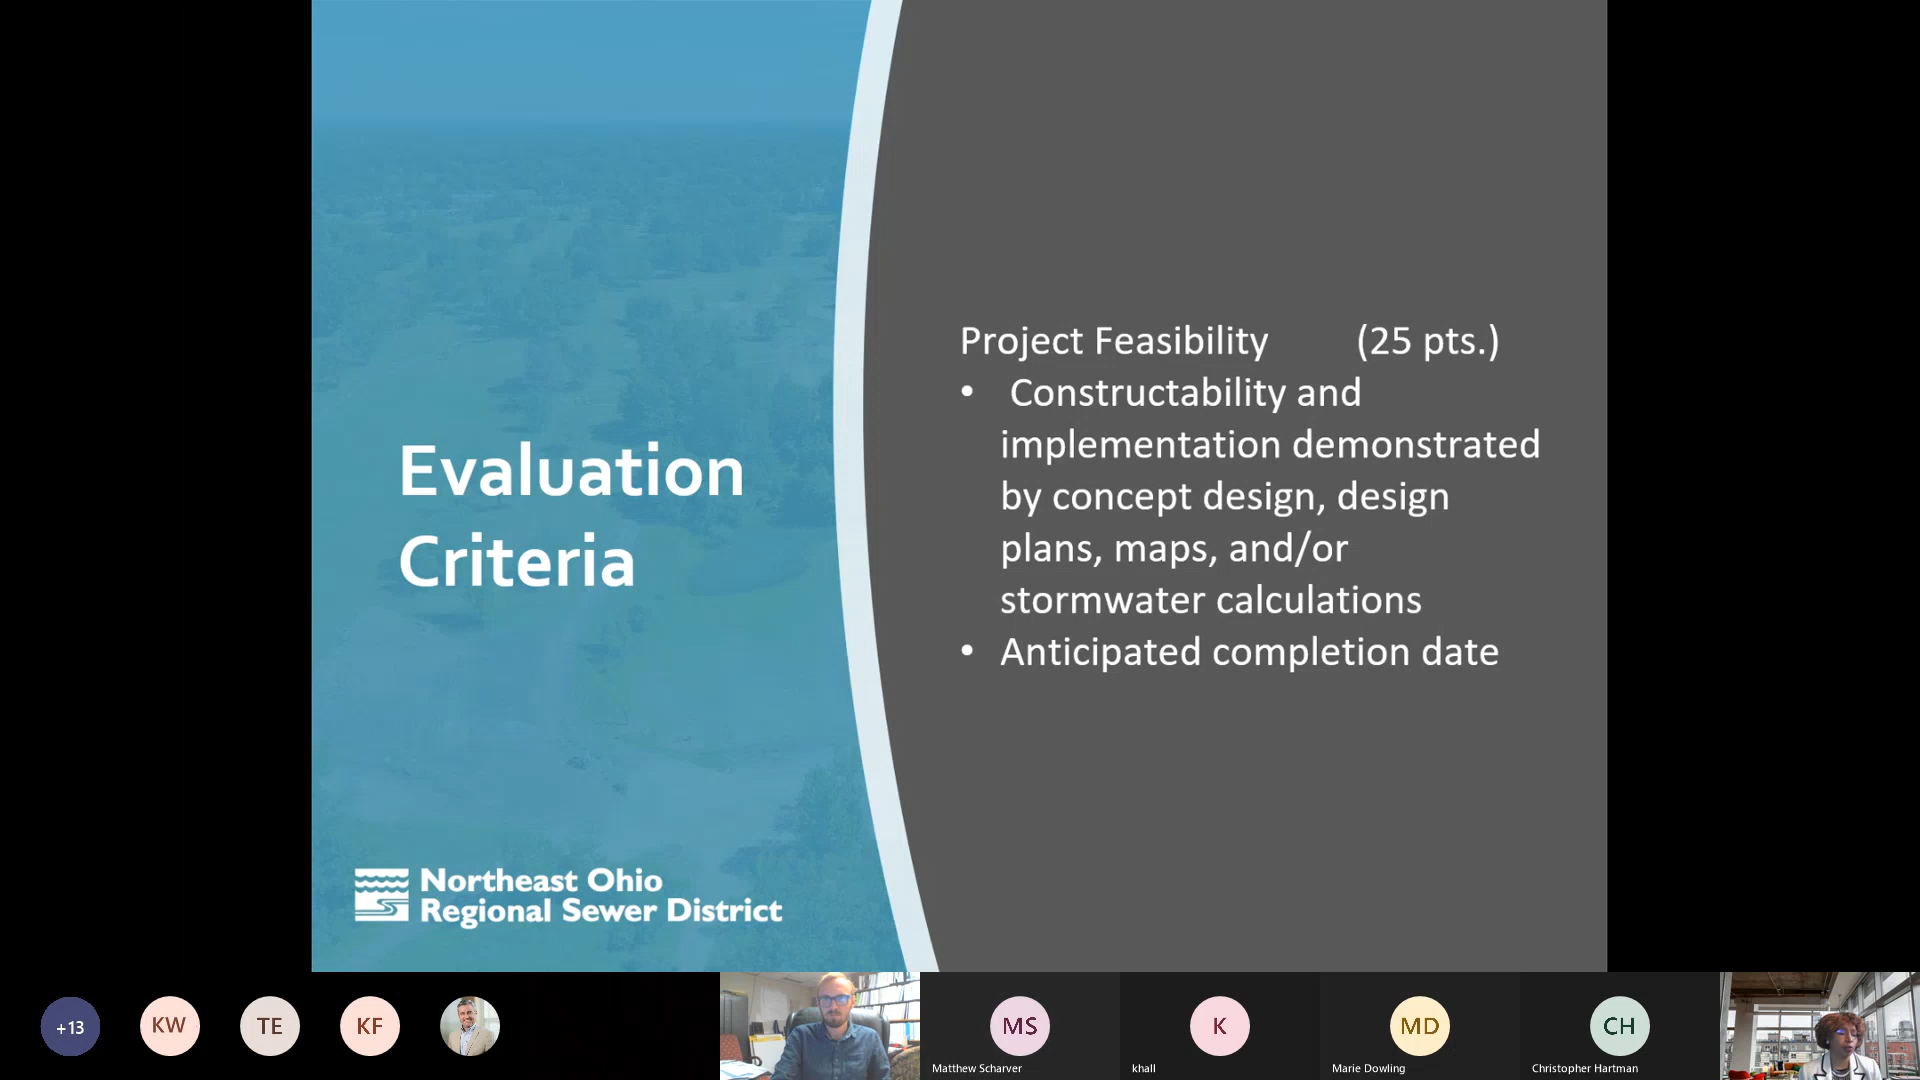 Evaluation
Criteria
Northeast Ohio
Regional Sewer District
Project Feasibility (25 pts.)
• Constructability and
implementation demonstrated
by concept design, design
plans, maps, and/or
stormwater calculations
• Anticipated completion date
+13
KW
TE
KF
MS
Matthew Scharver
K
khall
MD
Marie Dowling
CH
Christopher Hartman